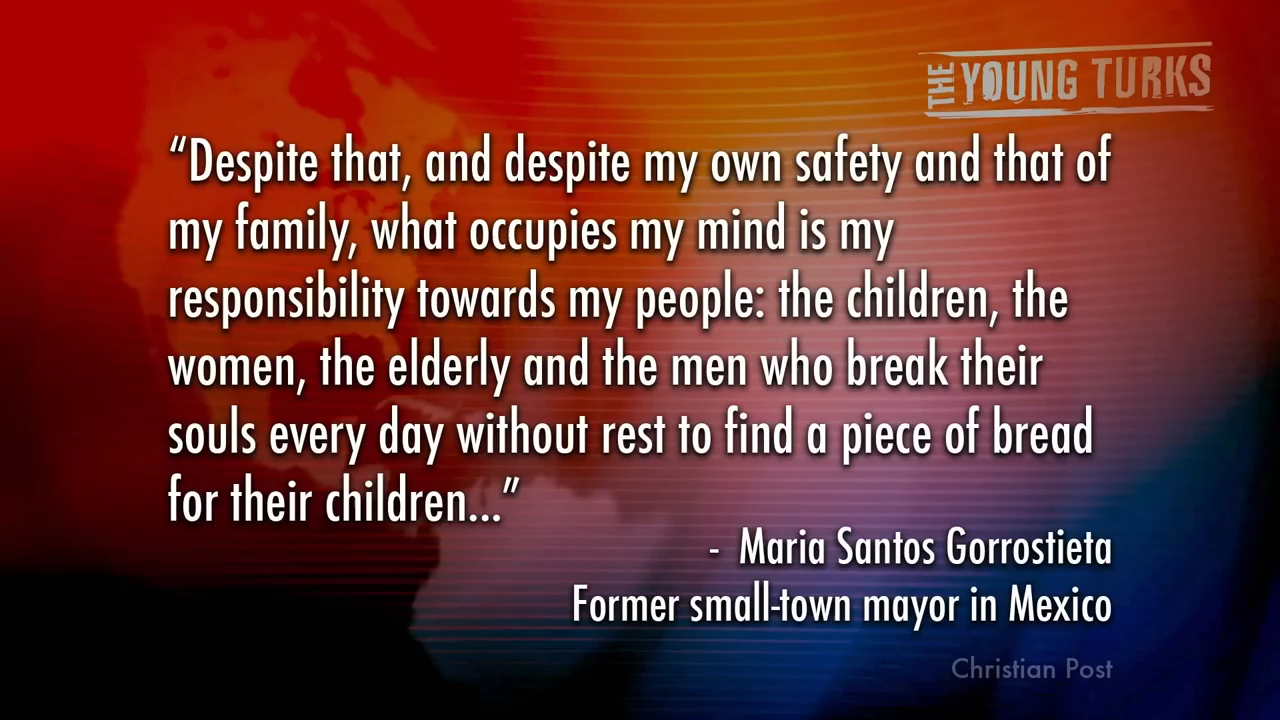 THE YOUNG TURKS
“Despite that, and despite my own safety and that of
my family, what occupies my mind is my
responsibility towards my people: the children, the
women, the elderly and the men who break their
souls every day without rest to find a piece of bread
for their children...”
- Maria Santos Gorrostieta
Former small-town mayor in Mexico
Christian Post